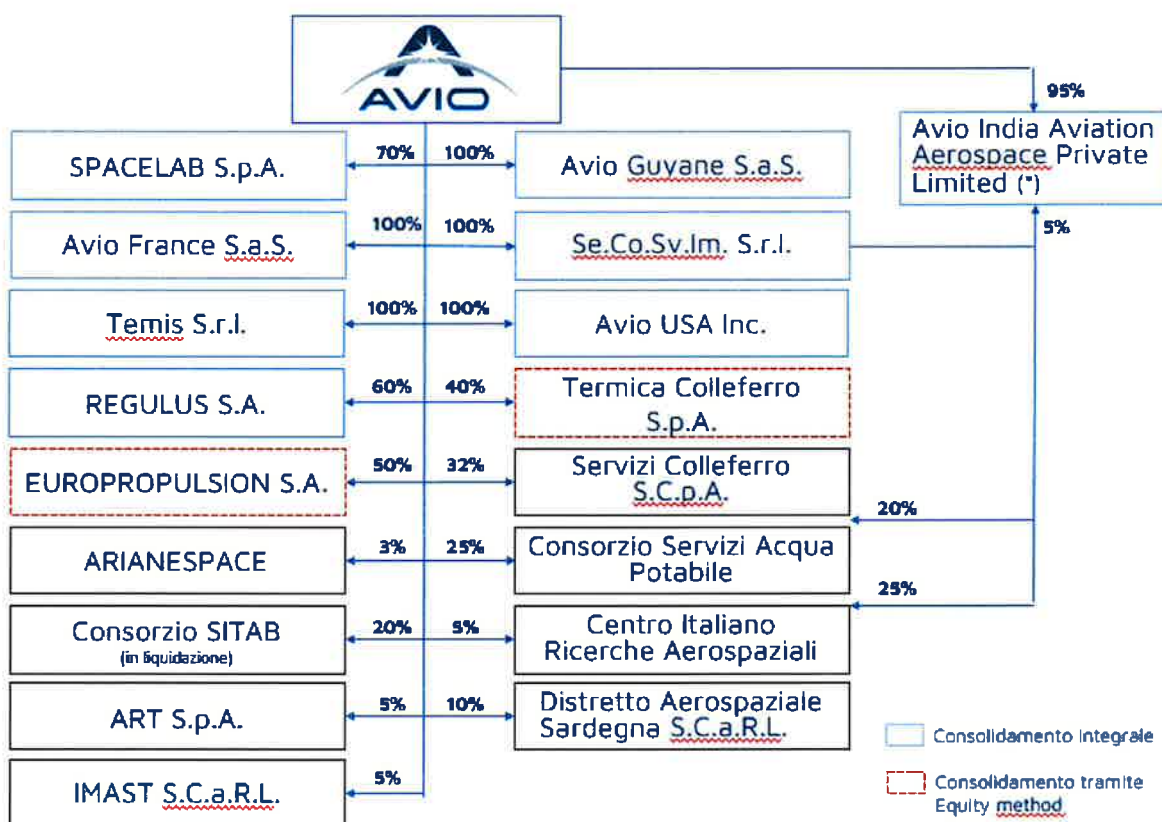 AVIO
95%
Avio India Aviation
Aerospace Private
Limited (*)
5%
SPACELAB S.p.A.
70%
100%
Avio Guyane S.a.S.
Avio France S.a.S.
100%
100%
Se.Co.Sv.Im. S.r.l.
Temis S.r.l.
100%
100%
Avio USA Inc.
REGULUS S.A.
60%
40%
Termica Colleferro
S.p.A.
EUROPROPULSION S.A.
50%
32%
Servizi Colleferro
S.C.p.A.
20%
ARIANESPACE
3%
25%
Consorzio Servizi Acqua
Potabile
25%
Consorzio SITAB
(in liquidazione)
20%
5%
Centro Italiano
Ricerche Aerospaziali
ART S.p.A.
5%
10%
Distretto Aerospaziale
Sardegna S.C.a.R.L.
IMAST S.C.a.R.L.
5%
Consolidamento Integrale
Consolidamento tramite
Equity method